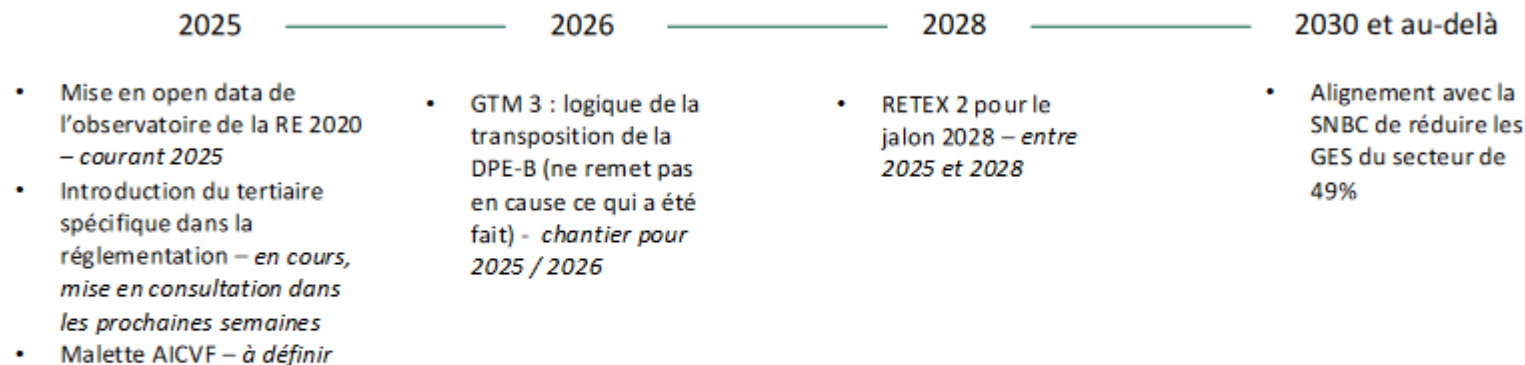 2025
2026
2028
2030 et au-delà
• Mise en open data de
l'observatoire de la RE 2020
– courant 2025
• Introduction du tertiaire
spécifique dans la
réglementation – en cours,
mise en consultation dans
les prochaines semaines
• Malette AICVF – à définir
• GTM 3 : logique de la
transposition de la
DPE-B (ne remet pas
en cause ce qui a été
fait) - chantier pour
2025 / 2026
• RETEX 2 pour le
jalon 2028 – entre
2025 et 2028
• Alignement avec la
SNBC de réduire les
GES du secteur de
49%